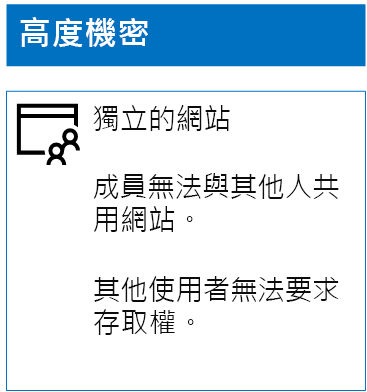 高度機密
獨立的網站
成員無法與其他人共
用網站。
其他使用者無法要求
存取權。